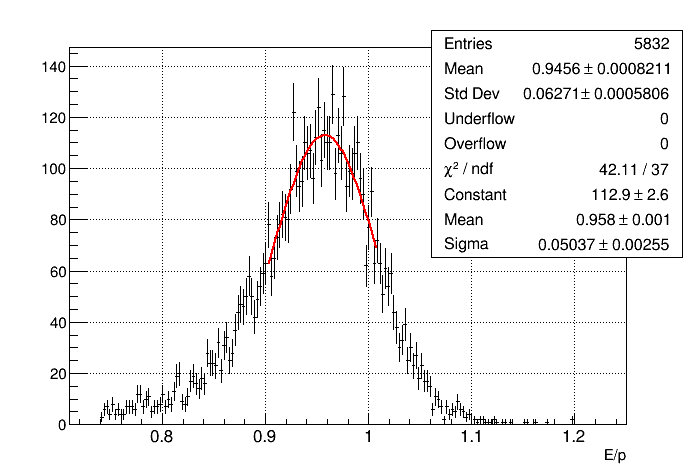 Entries 5832
Mean 0.9456 ± 0.0008211
Std Dev 0.06271 ± 0.0005806
Underflow 0
Overflow 0
χ² / ndf 42.11 / 37
Constant 112.9 ± 2.6
Mean 0.958 ± 0.001
Sigma 0.05037 ± 0.00255
140
120
100
80
60
40
20
0
0.8 0.9 1 1.1 1.2
E/p